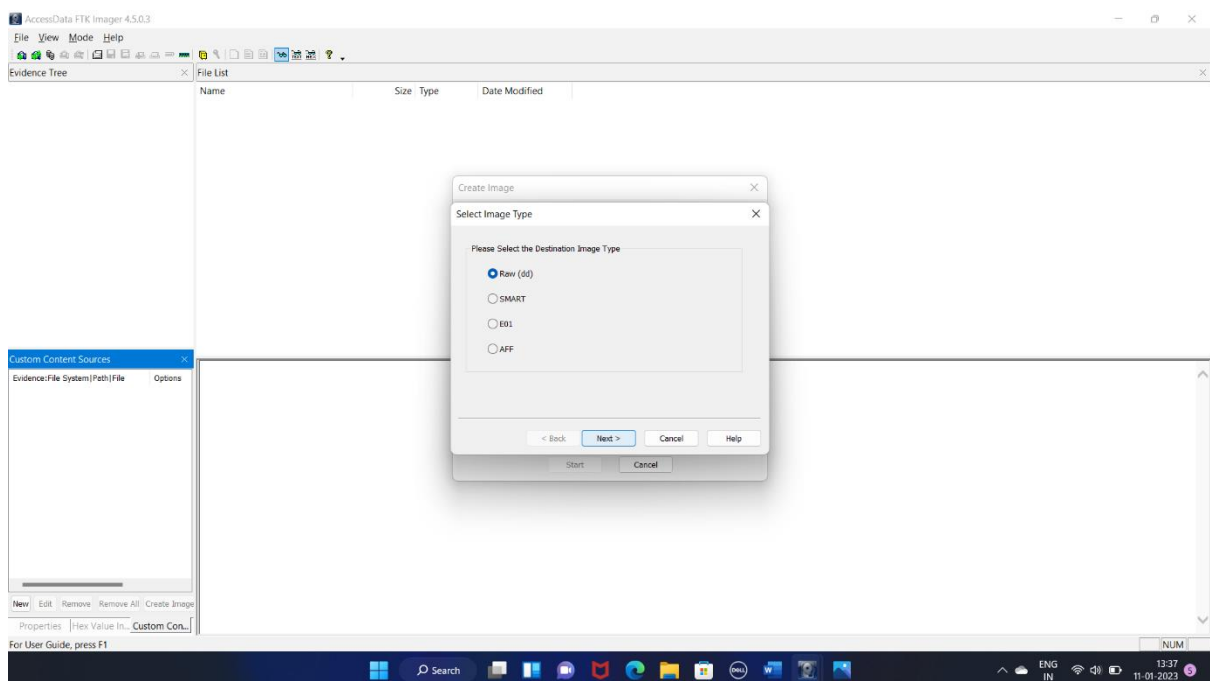 AccessData FTK Imager 4.5.0.3
File View Mode Help
Evidence Tree
File List
Name Size Type Date Modified
Create Image
Select Image Type
Please Select the Destination Image Type
Raw (dd)
SMART
E01
AFF
< Back Next > Cancel Help
Start Cancel
Custom Content Sources
Evidence:File System|Path|File Options
New Edit Remove Remove All Create Image
Properties Hex Value In... Custom Con...
For User Guide, press F1
NUM
Search
DELL
W
ENG
IN
13:37
11-01-2023
5